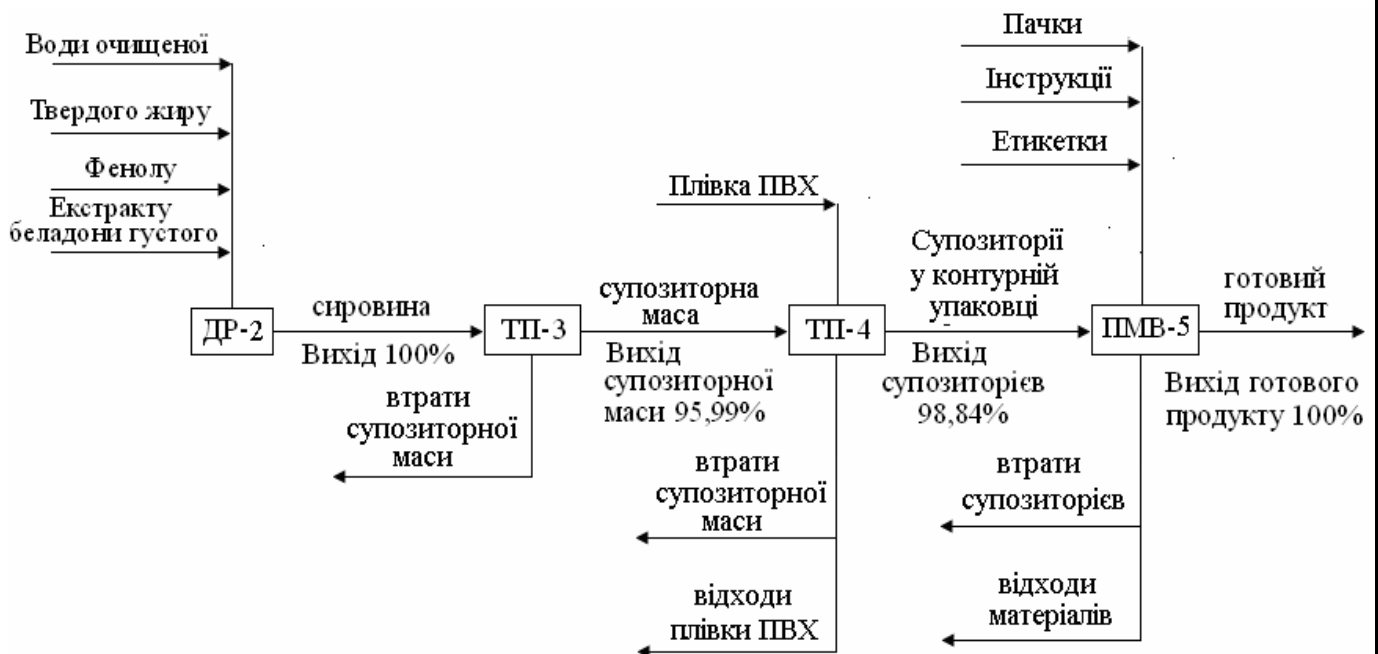 Води очищеної
Твердого жиру
Фенолу
Екстракту
беладони густого
Пачки
Інструкції
Етикетки
Плівка ПВХ
ДР-2
сировина
Вихід 100%
ТП-3
супозиторна
маса
Вихід
супозиторної
маси 95,99%
ТП-4
Супозиторії
у контурній
упаковці
Вихід
супозиторієв
98,84%
ПМВ-5
готовий
продукт
Вихід готового
продукту 100%
втрати
супозиторної
маси
втрати
супозиторної
маси
відходи
плівки ПВХ
втрати
супозиторієв
відходи
матеріалів